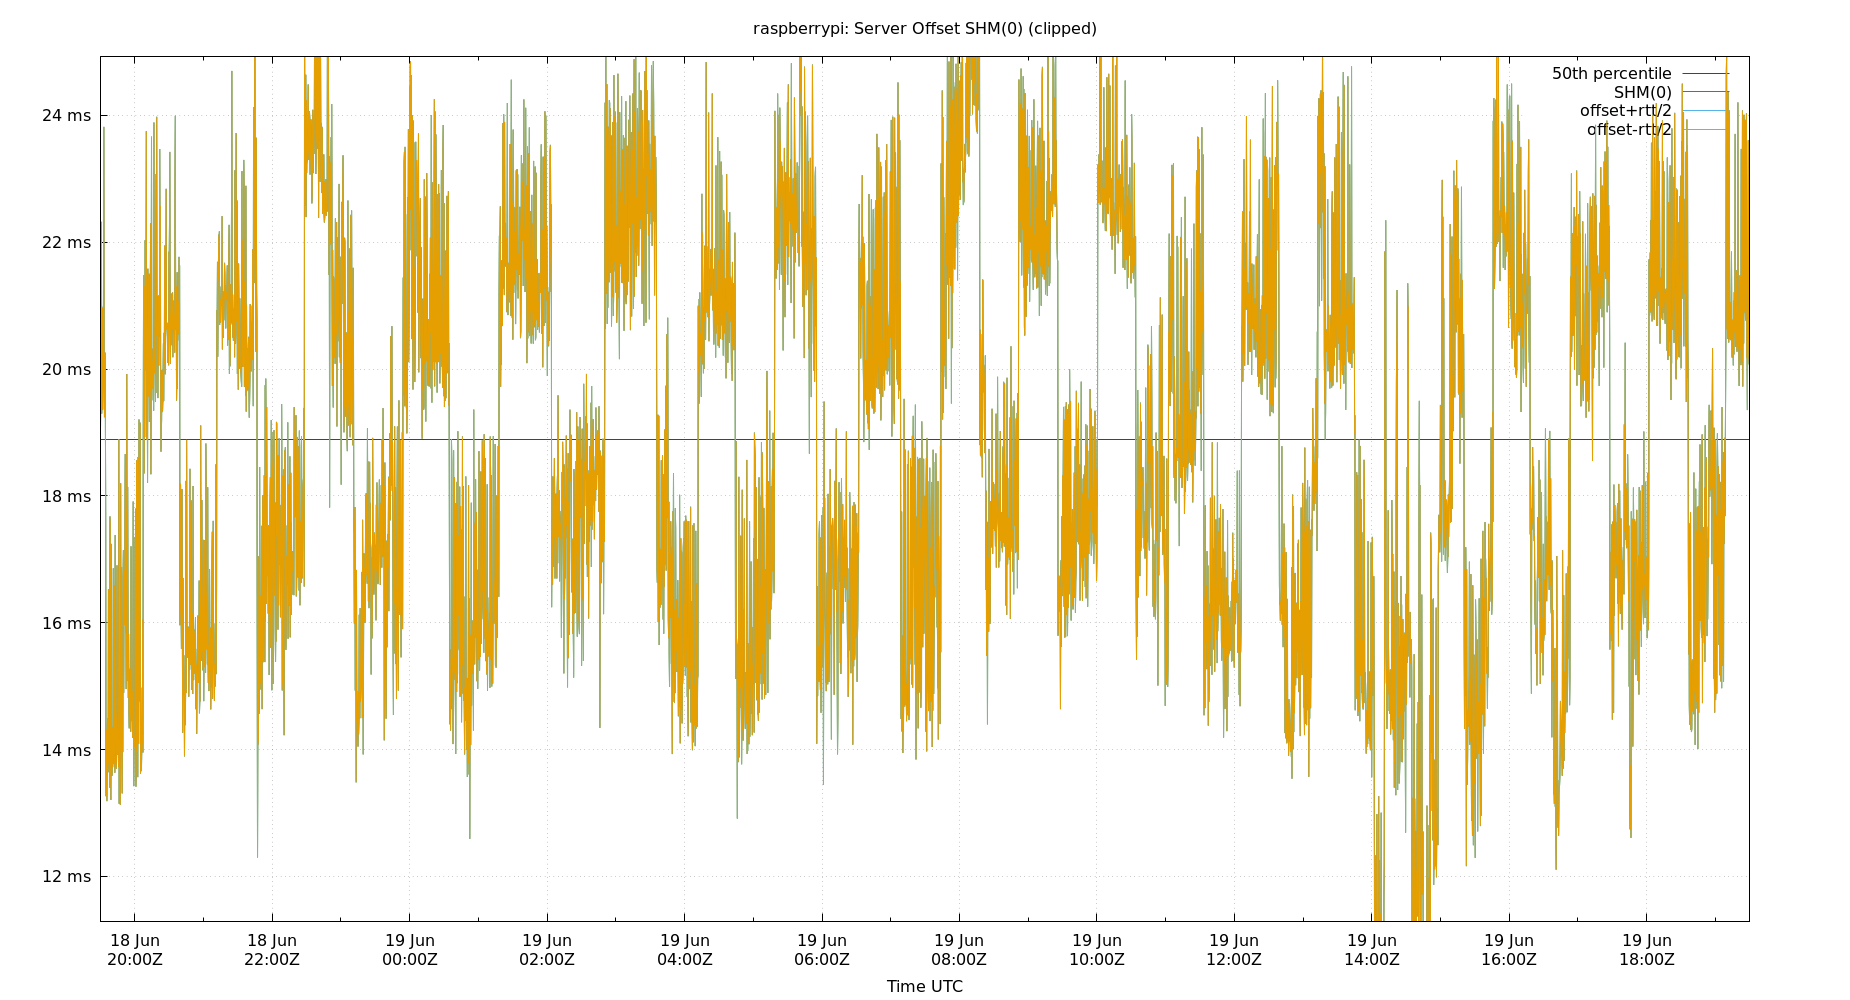 raspberrypi: Server Offset SHM(0) (clipped)
50th percentile
SHM(0)
offset+rtt/2
offset-rtt/2
24 ms
22 ms
20 ms
18 ms
16 ms
14 ms
12 ms
18 Jun 18 Jun 19 Jun 19 Jun 19 Jun 19 Jun 19 Jun 19 Jun 19 Jun 19 Jun 19 Jun 19 Jun
20:00Z 22:00Z 00:00Z 02:00Z 04:00Z 06:00Z 08:00Z 10:00Z 12:00Z 14:00Z 16:00Z 18:00Z
Time UTC